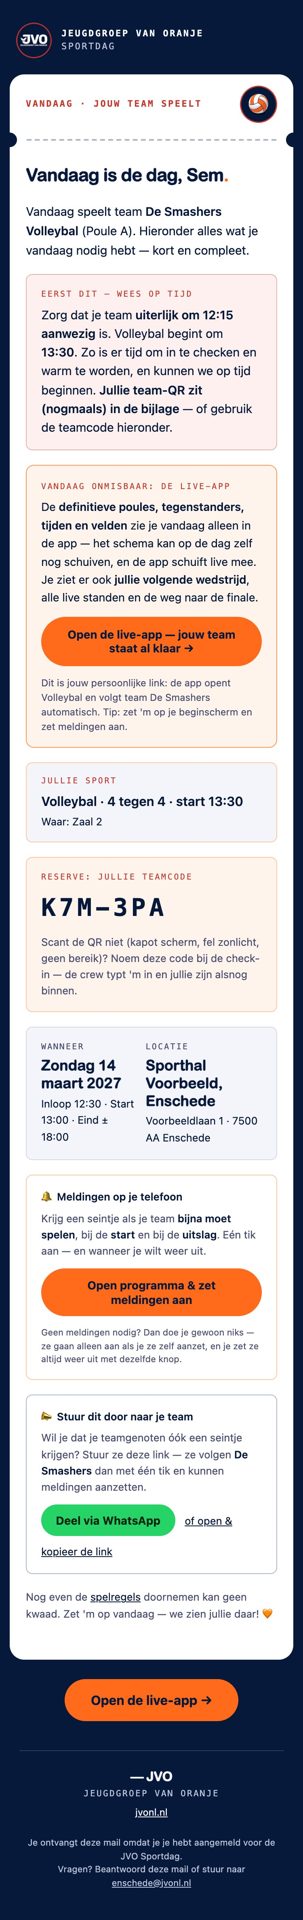 JVO
JEUGDGROEP VAN ORANJE
SPORTDAG
VANDAAG · JOUW TEAM SPEELT
Vandaag is de dag, Sem.
Vandaag speelt team De Smashers
Volleybal (Poule A). Hieronder alles wat je
vandaag nodig hebt — kort en compleet.
EERST DIT — WEES OP TIJD
Zorg dat je team uiterlijk om 12:15
aanwezig is. Volleybal begint om
13:30. Zo is er tijd om in te checken en
warm te worden, en kunnen we op tijd
beginnen. Jullie team-QR zit
(nogmaals) in de bijlage — of gebruik
de teamcode hieronder.
VANDAAG ONMISBAAR: DE LIVE-APP
De definitieve poules, tegenstanders,
tijden en velden zie je vandaag alleen in
de app — het schema kan op de dag zelf
nog schuiven, en de app schuift live mee.
Je ziet er ook jullie volgende wedstrijd,
alle live standen en de weg naar de finale.
Open de live-app — jouw team
staat al klaar →
Dit is jouw persoonlijke link: de app opent
Volleybal en volgt team De Smashers
automatisch. Tip: zet 'm op je beginscherm en
zet meldingen aan.
JULLIE SPORT
Volleybal · 4 tegen 4 · start 13:30
Waar: Zaal 2
RESERVE: JULLIE TEAMCODE
K7M-3PA
Scant de QR niet (kapot scherm, fel zonlicht,
geen bereik)? Noem deze code bij de check-
in — de crew typt 'm in en jullie zijn alsnog
binnen.
WANNEER
Zondag 14
maart 2027
Inloop 12:30 · Start
13:00 · Eind ±
18:00
LOCATIE
Sporthal
Voorbeeld,
Enschede
Voorbeeldlaan 1 · 7500
AA Enschede
Meldingen op je telefoon
Krijg een seintje als je team bijna moet
spelen, bij de start en bij de uitslag. Eén tik
aan — en wanneer je wilt weer uit.
Open programma & zet
meldingen aan
Geen meldingen nodig? Dan doe je gewoon niks —
ze gaan alleen aan als je ze zelf aanzet, en je zet ze
altijd weer uit met dezelfde knop.
Stuur dit door naar je team
Wil je dat je teamgenoten óók een seintje
krijgen? Stuur ze deze link — ze volgen De
Smashers dan met één tik en kunnen
meldingen aanzetten.
Deel via WhatsApp of open &
kopieer de link
Nog even de spelregels doornemen kan geen
kwaad. Zet 'm op vandaag — we zien jullie daar! 🧡
Open de live-app →
— JVO
JEUGDGROEP VAN ORANJE
jvonl.nl
Je ontvangt deze mail omdat je je hebt aangemeld voor de
JVO Sportdag.
Vragen? Beantwoord deze mail of stuur naar
enschede@jvonl.nl